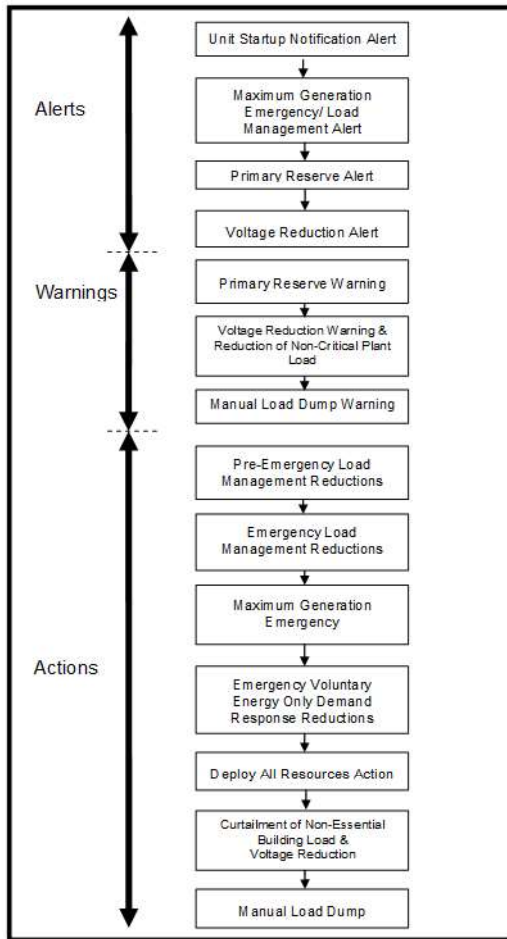 Alerts
Unit Startup Notification Alert
Maximum Generation
Emergency/ Load
Management Alert
Primary Reserve Alert
Voltage Reduction Alert
Warnings
Primary Reserve Warning
Voltage Reduction Warning &
Reduction of Non-Critical Plant
Load
Manual Load Dump Warning
Actions
Pre-Emergency Load
Management Reductions
Emergency Load
Management Reductions
Maximum Generation
Emergency
Emergency Voluntary
Energy Only Demand
Response Reductions
Deploy All Resources Action
Curtailment of Non-Essential
Building Load &
Voltage Reduction
Manual Load Dump